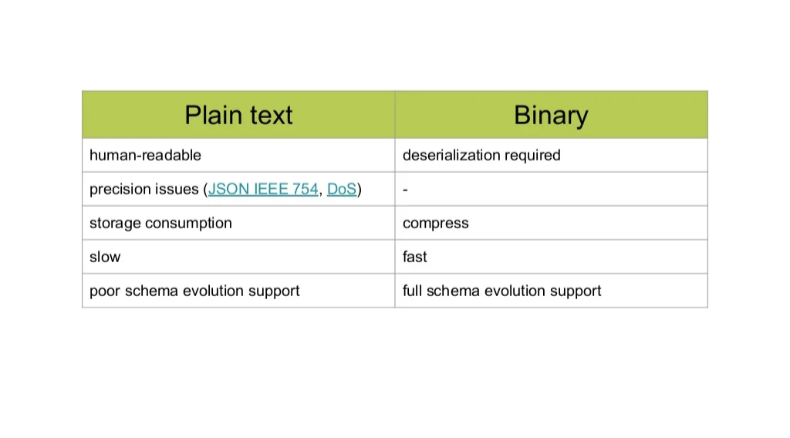 Plain text Binary
human-readable deserialization required
precision issues (JSON IEEE 754, DoS) -
storage consumption compress
slow fast
poor schema evolution support full schema evolution support